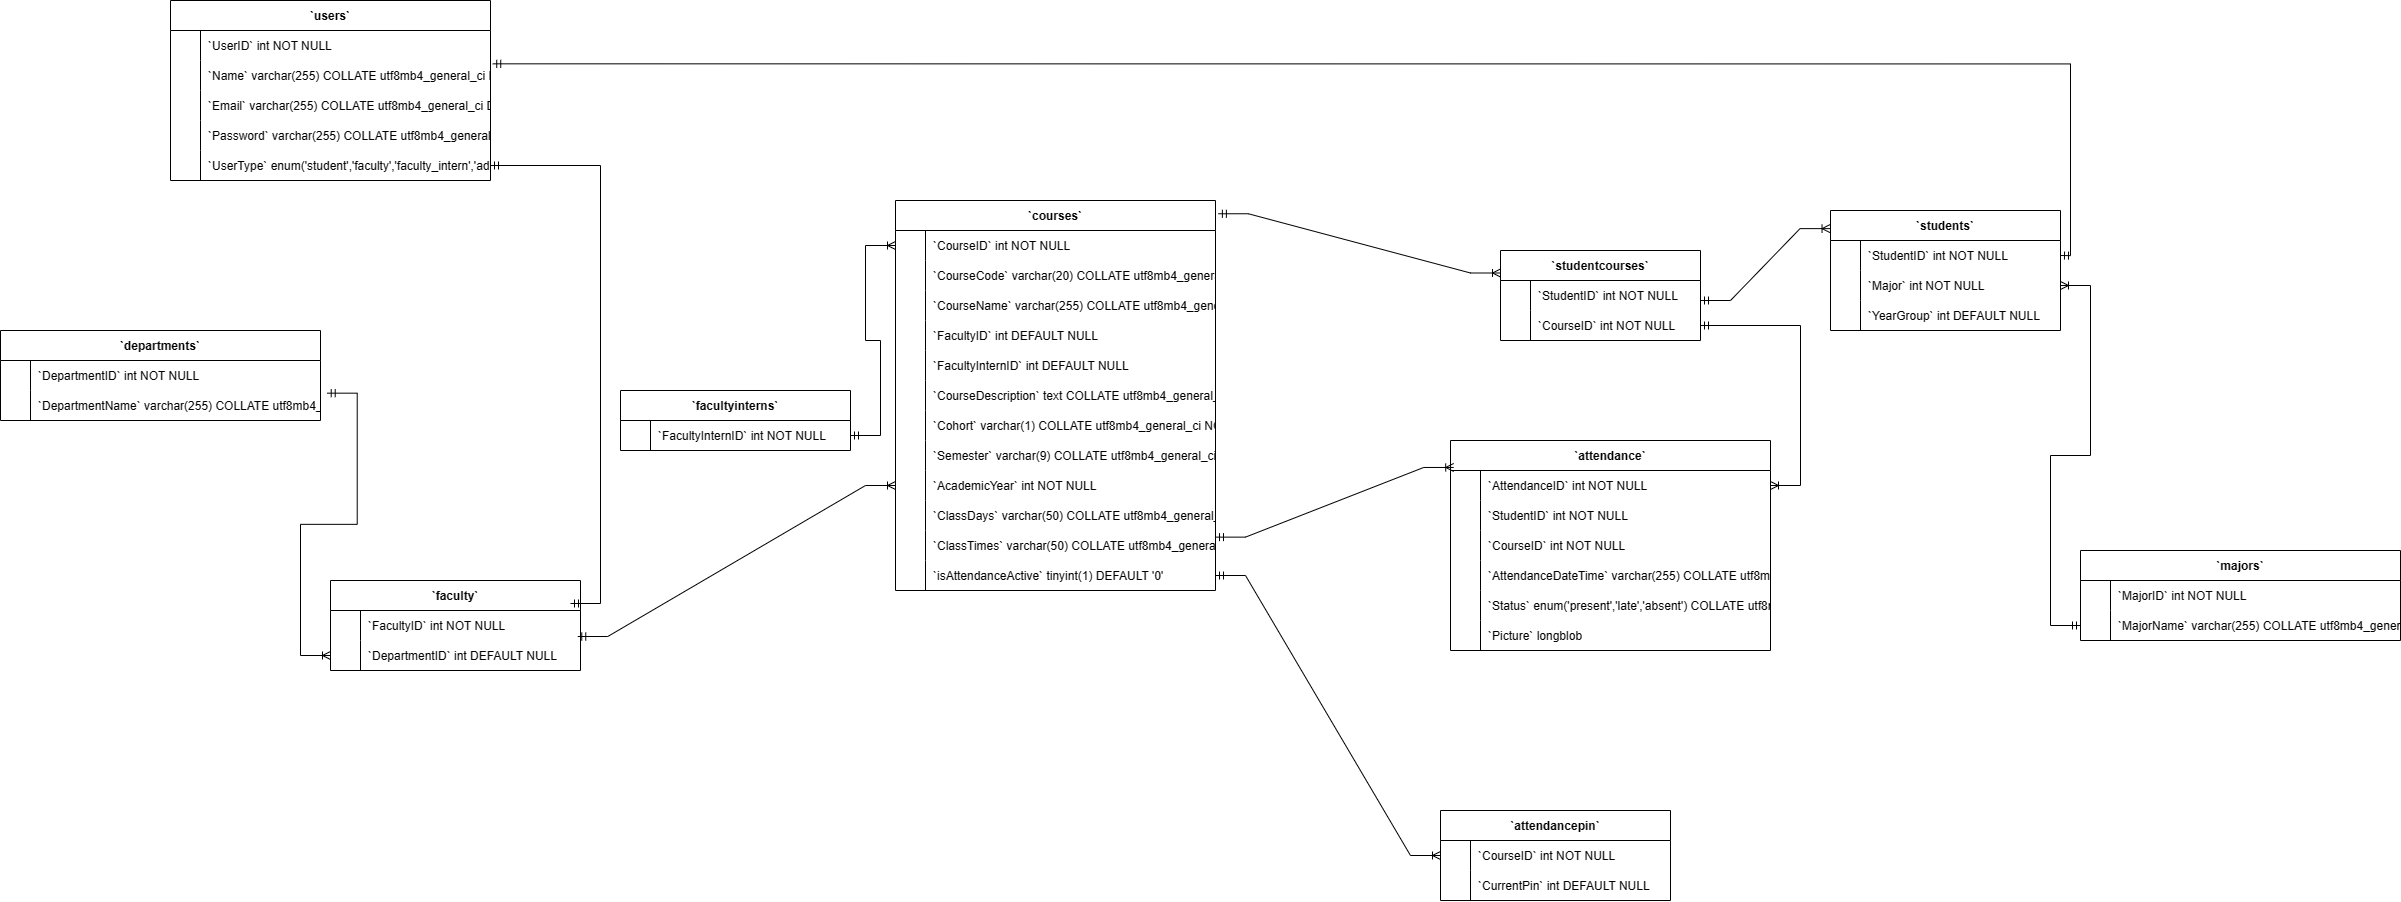 `users`
`UserID` int NOT NULL
`Name` varchar(255) COLLATE utf8mb4_general_ci
`Email` varchar(255) COLLATE utf8mb4_general_ci D
`Password` varchar(255) COLLATE utf8mb4_general
`UserType` enum('student','faculty','faculty_intern','ad
`departments`
`DepartmentID` int NOT NULL
`DepartmentName` varchar(255) COLLATE utf8mb4_
`faculty`
`FacultyID` int NOT NULL
`DepartmentID` int DEFAULT NULL
`facultyinterns`
`FacultyInternID` int NOT NULL
`courses`
`CourseID` int NOT NULL
`CourseCode` varchar(20) COLLATE utf8mb4_gener
`CourseName` varchar(255) COLLATE utf8mb4_gen
`FacultyID` int DEFAULT NULL
`FacultyInternID` int DEFAULT NULL
`CourseDescription` text COLLATE utf8mb4_general_
`Cohort` varchar(1) COLLATE utf8mb4_general_ci NO
`Semester` varchar(9) COLLATE utf8mb4_general_ci
`AcademicYear` int NOT NULL
`ClassDays` varchar(50) COLLATE utf8mb4_general_
`ClassTimes` varchar(50) COLLATE utf8mb4_genera
`isAttendanceActive` tinyint(1) DEFAULT '0'
`studentcourses`
`StudentID` int NOT NULL
`CourseID` int NOT NULL
`students`
`StudentID` int NOT NULL
`Major` int NOT NULL
`YearGroup` int DEFAULT NULL
`attendance`
`AttendanceID` int NOT NULL
`StudentID` int NOT NULL
`CourseID` int NOT NULL
`AttendanceDateTime` varchar(255) COLLATE utf8m
`Status` enum('present','late','absent') COLLATE utf8
`Picture` longblob
`majors`
`MajorID` int NOT NULL
`MajorName` varchar(255) COLLATE utf8mb4_gener
`attendancepin`
`CourseID` int NOT NULL
`CurrentPin` int DEFAULT NULL